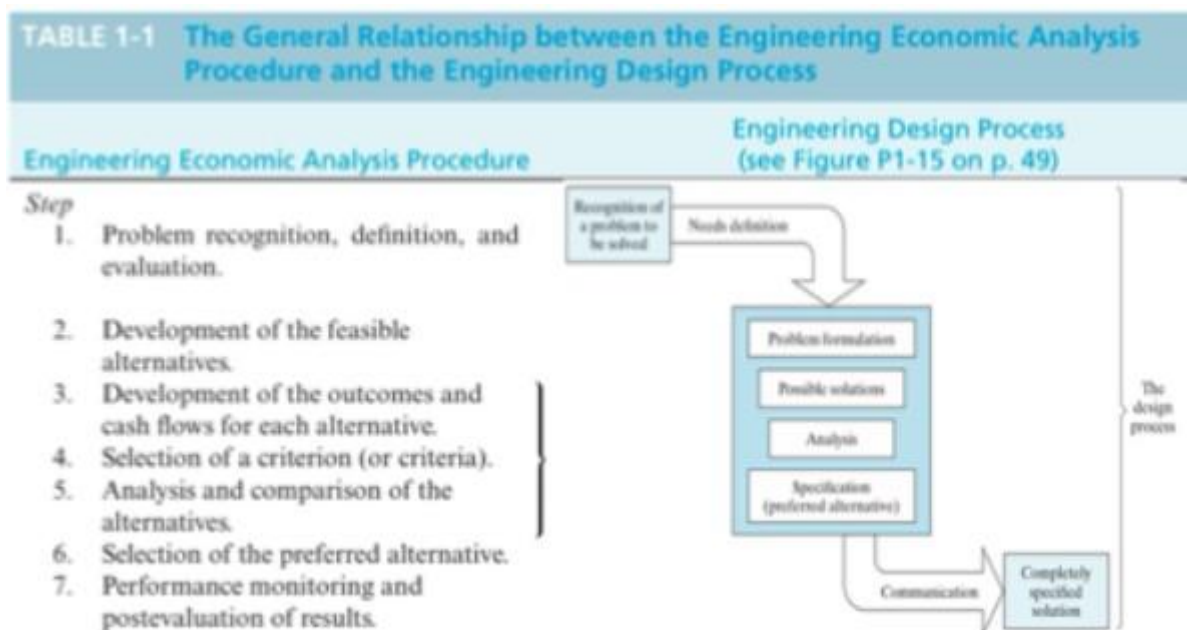 TABLE 1-1 The General Relationship between the Engineering Economic Analysis
Procedure and the Engineering Design Process
Engineering Economic Analysis Procedure
Engineering Design Process
(see Figure P1-15 on p. 49)
Step
1. Problem recognition, definition, and
evaluation.
2. Development of the feasible
alternatives.
3. Development of the outcomes and
cash flows for each alternative.
4. Selection of a criterion (or criteria).
5. Analysis and comparison of the
alternatives.
6. Selection of the preferred alternative.
7. Performance monitoring and
postevaluation of results.
Recognition of
a problem to
be solved
Needs definition
Problem formulation
Possible solutions
Analysis
Specification
(preferred alternative)
Communication
Completely
specified
solution
The
design
process